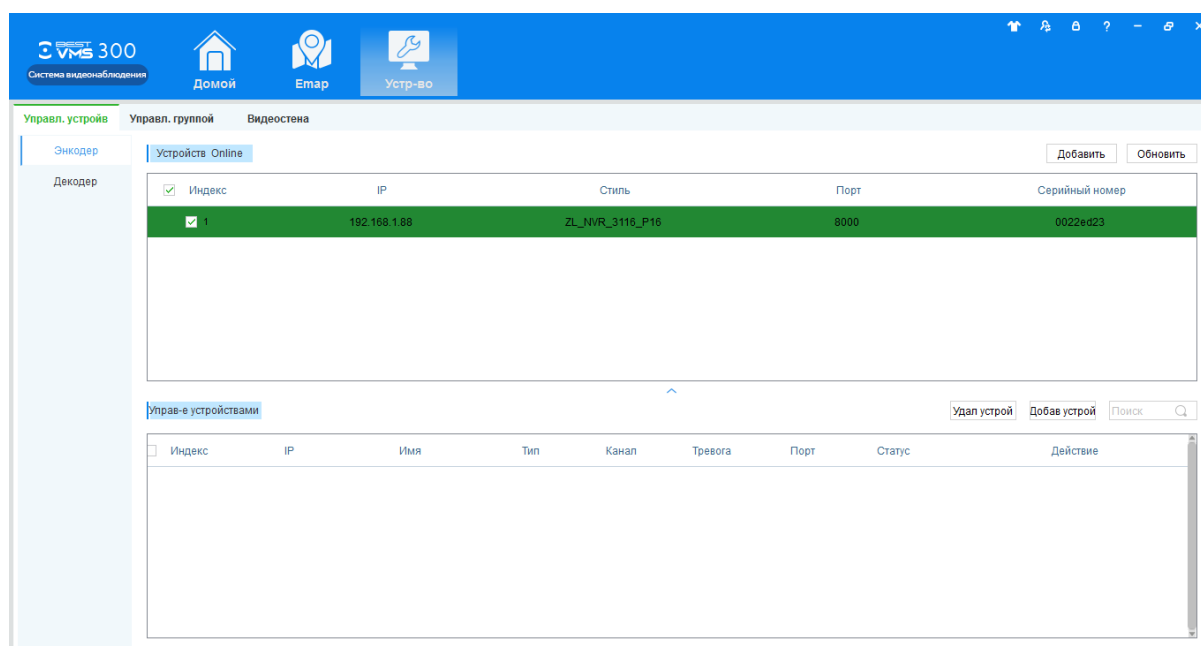 BEST
VMS 300
Система видеонаблюдения
Домой
Emap
Устр-во
?
Управл. устройв
Управл. группой
Видеостена
Энкодер
Декодер
Устройств Online
Добавить
Обновить
Индекс IP Стиль Порт Серийный номер
1 192.168.1.88 ZL_NVR_3116_P16 8000 0022ed23
Управ-е устройствами
Удал устрой
Добав устрой
Поиск
Индекс IP Имя Тип Канал Тревога Порт Статус Действие